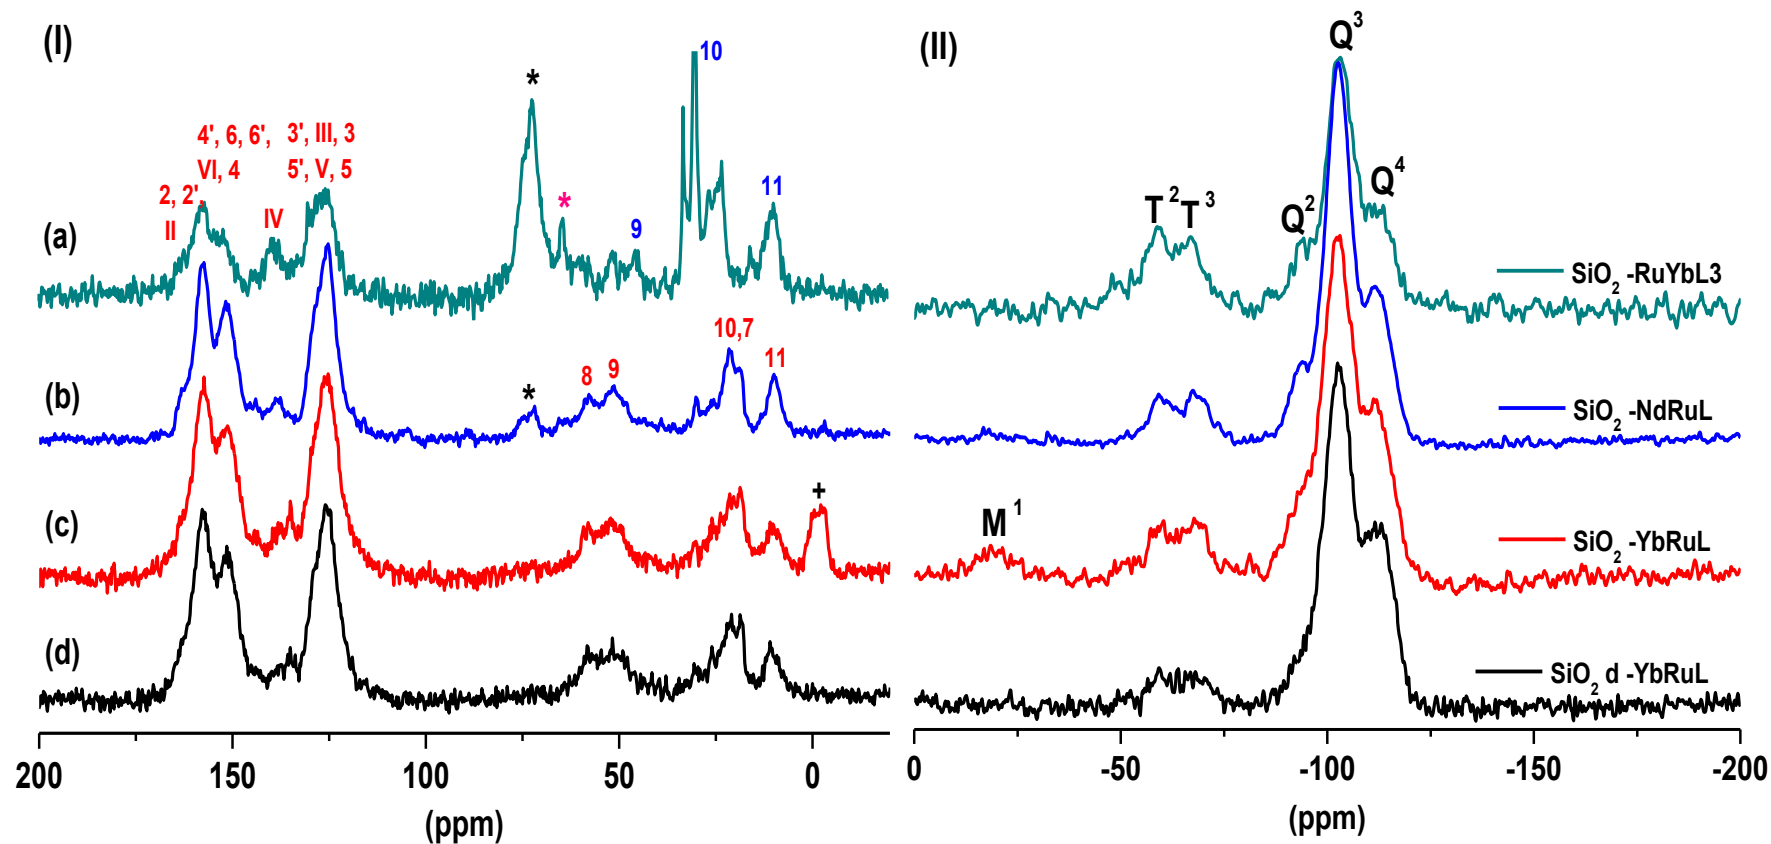 (I)
*
10
4', 6, 6',
3', III, 3
VI, 4
5', V, 5
2, 2',
II
IV
*
9
11
(a)
10,7
8
9
11
*
(b)
+
(c)
(d)
200
150
100
50
0
(ppm)
(II)
Q³
T² T³
Q²
Q⁴
SiO₂ -RuYbL3
SiO₂ -NdRuL
M¹
SiO₂ -YbRuL
SiO₂ d -YbRuL
0
-50
-100
-150
-200
(ppm)